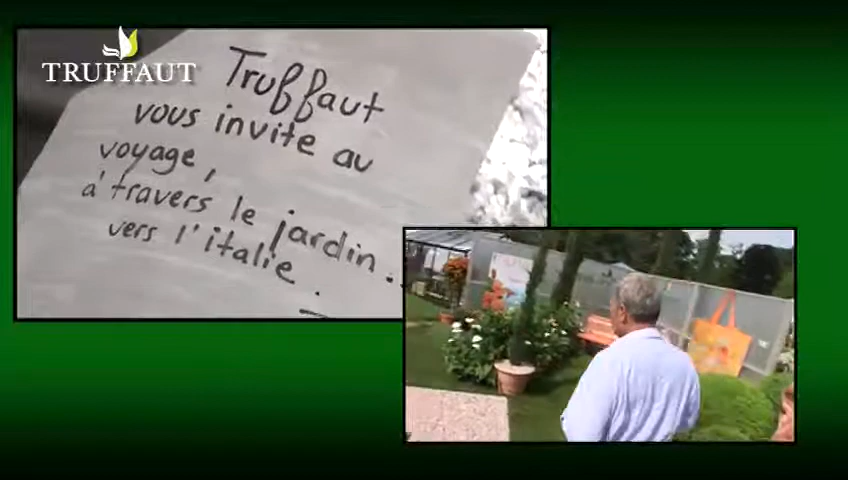 TRUFFAUT
Truffaut
vous invite au
voyage,
à travers le jardin...
vers l'italie.